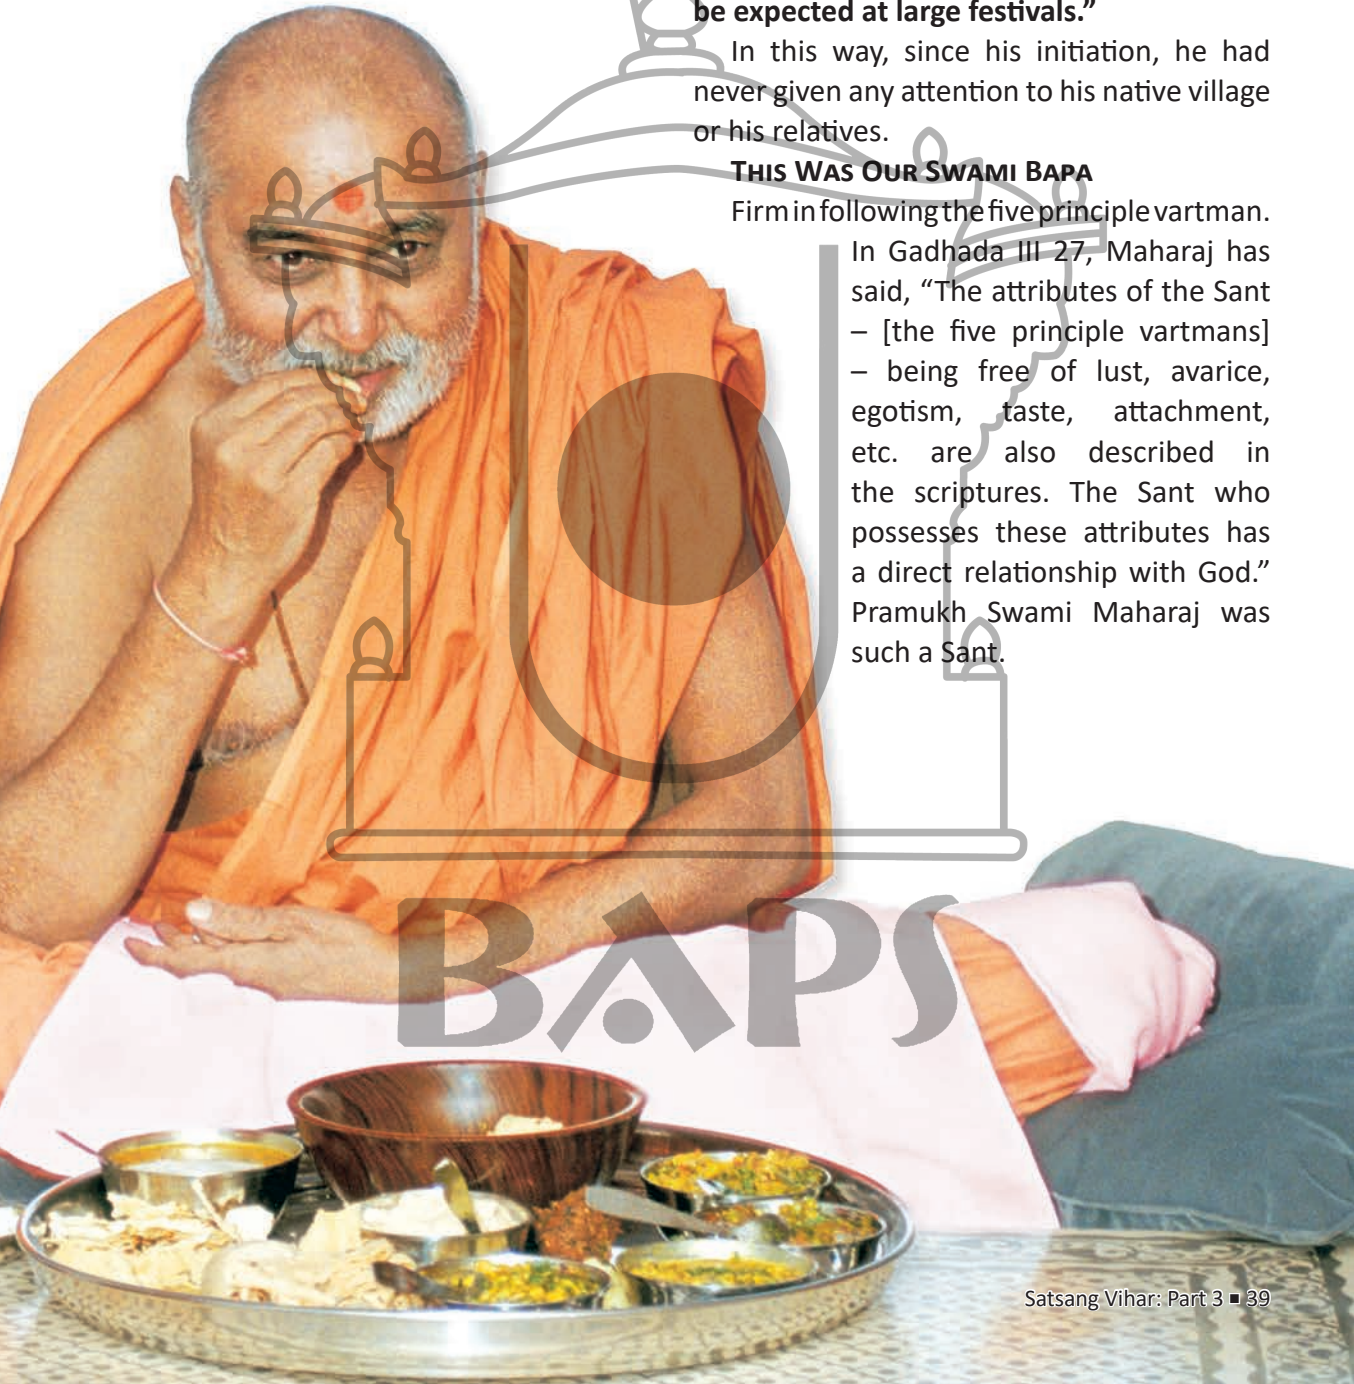 be expected at large festivals.”
In this way, since his initiation, he had
never given any attention to his native village
or his relatives.
THIS WAS OUR SWAMI BAPA
Firm in following the five principle vartman.
In Gadhada III 27, Maharaj has
said, “The attributes of the Sant
– [the five principle vartmans]
– being free of lust, avarice,
egotism, taste, attachment,
etc. are also described in
the scriptures. The Sant who
possesses these attributes has
a direct relationship with God.”
Pramukh Swami Maharaj was
such a Sant.
BAPS
Satsang Vihar: Part 3 ▪ 39